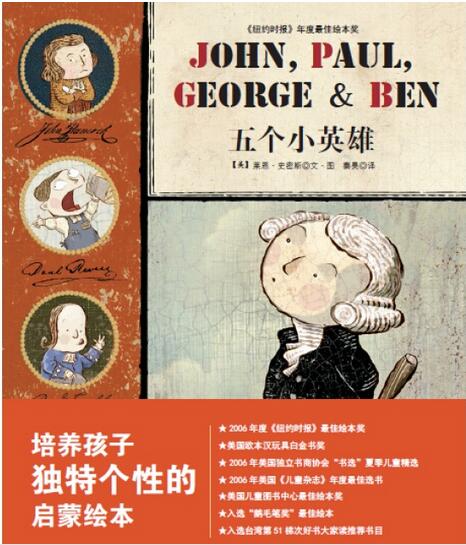 《纽约时报》年度最佳绘本奖
JOHN, PAUL,
GEORGE & BEN
五个小英雄
【美】莱恩·史密斯◎文·图 秦昊◎译
John Hancock
Paul Revere
培养孩子
独特个性的
启蒙绘本
★2006年度《纽约时报》最佳绘本奖
★美国欧本汉玩具白金书奖
★2006年美国独立书商协会“书选”夏季儿童精选
★2006年美国《儿童杂志》年度最佳选书
★美国儿童图书中心最佳绘本奖
★入选“鹅毛笔奖”最佳绘本
★入选台湾第51梯次好书大家读推荐书目